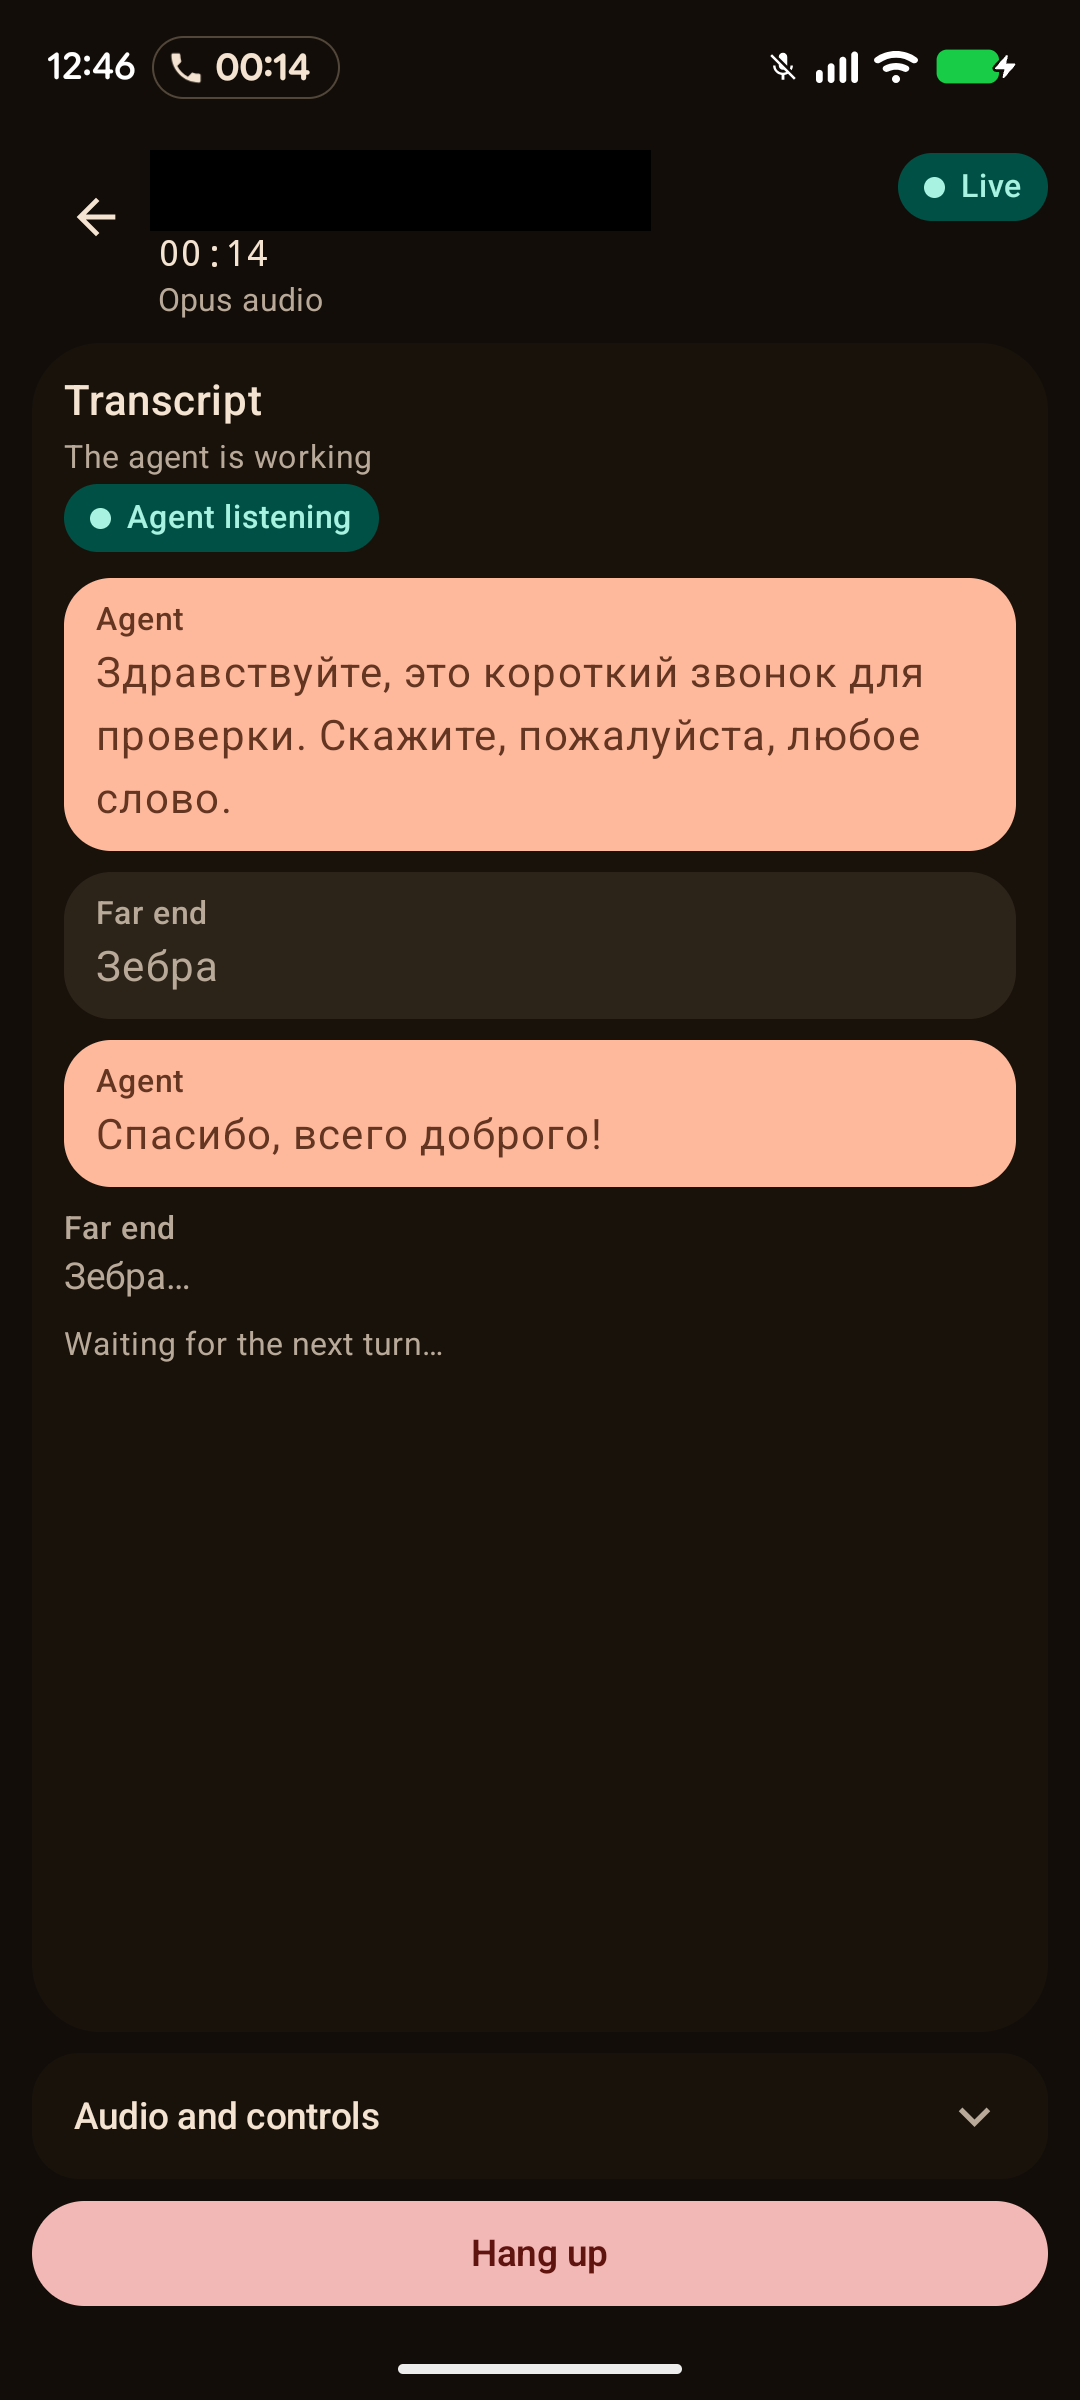 12:46
00:14
Live
00:14
Opus audio
Transcript
The agent is working
Agent listening
Agent
Здравствуйте, это короткий звонок для
проверки. Скажите, пожалуйста, любое
слово.
Far end
Зебра
Agent
Спасибо, всего доброго!
Far end
Зебра…
Waiting for the next turn…
Audio and controls
Hang up